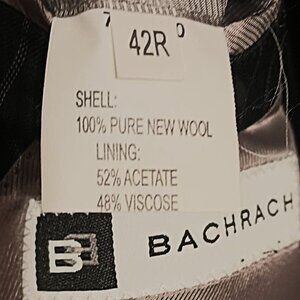 42R
SHELL:
100% PURE NEW WOOL
LINING:
52% ACETATE
48% VISCOSE
BACHRACH